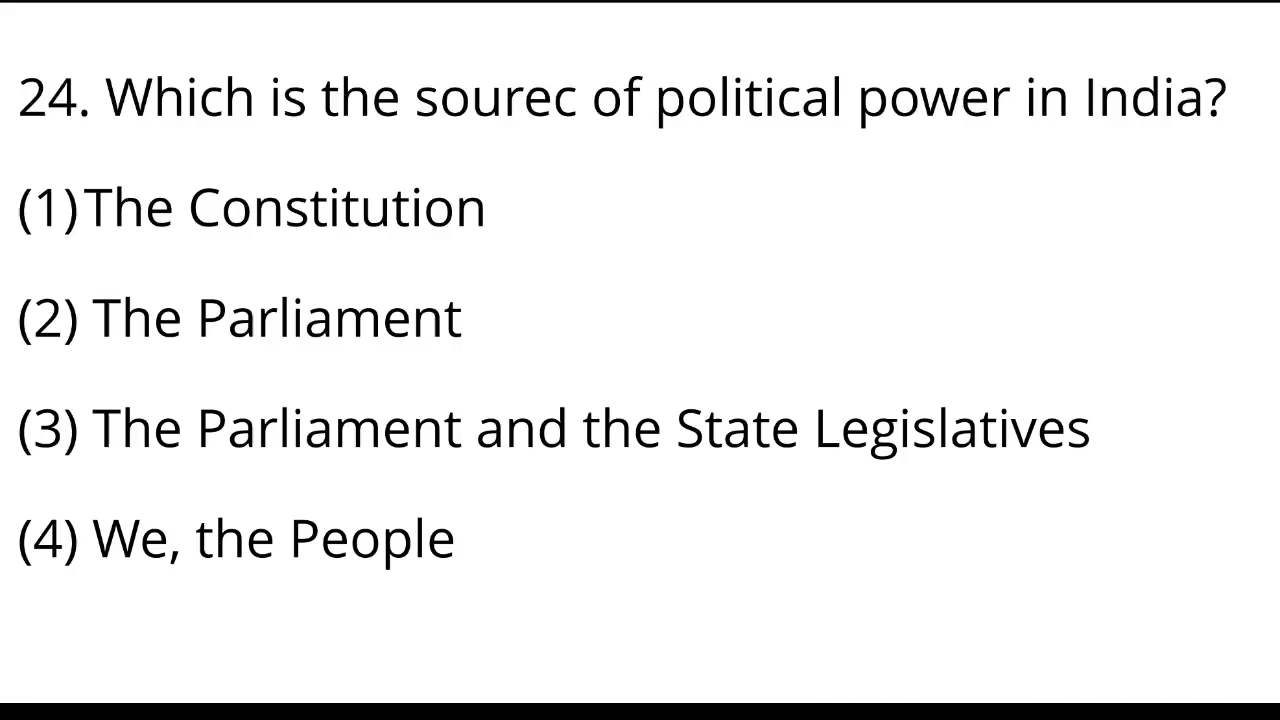 24. Which is the sourec of political power in India?
(1) The Constitution
(2) The Parliament
(3) The Parliament and the State Legislatives
(4) We, the People